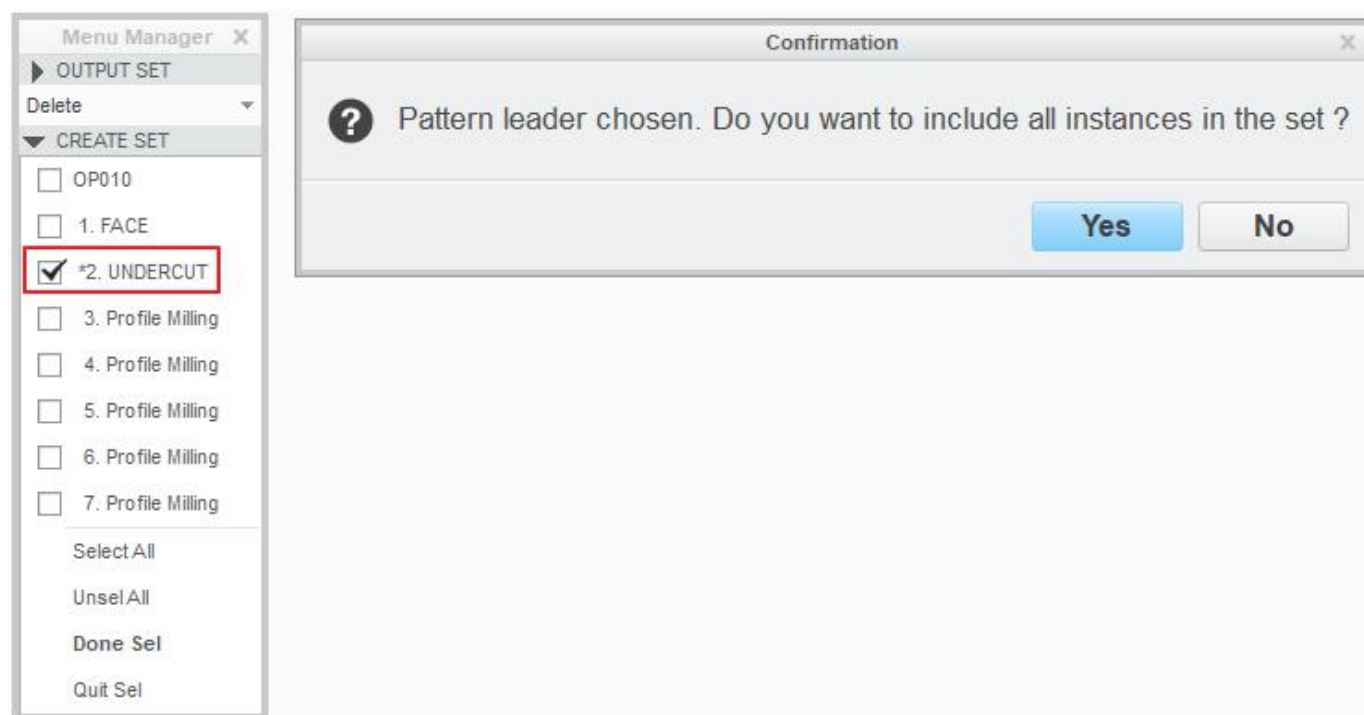 Menu Manager X
OUTPUT SET
Delete
CREATE SET
OP010
1. FACE
*2. UNDERCUT
3. Profile Milling
4. Profile Milling
5. Profile Milling
6. Profile Milling
7. Profile Milling
Select All
Unsel All
Done Sel
Quit Sel
Confirmation X
? Pattern leader chosen. Do you want to include all instances in the set ?
Yes No